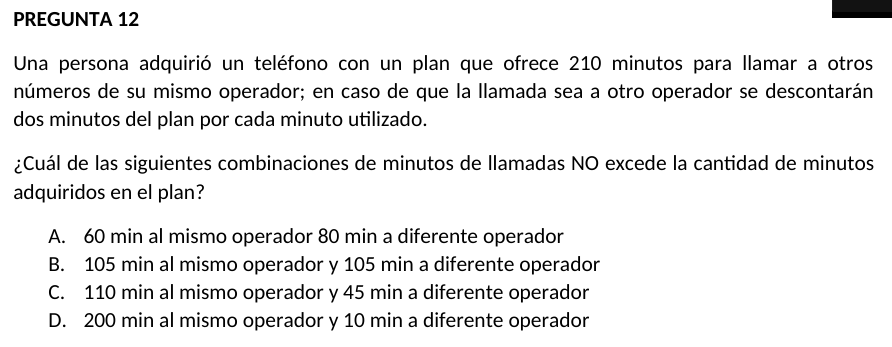 PREGUNTA 12
Una persona adquirió un teléfono con un plan que ofrece 210 minutos para llamar a otros
números de su mismo operador; en caso de que la llamada sea a otro operador se descontarán
dos minutos del plan por cada minuto utilizado.
¿Cuál de las siguientes combinaciones de minutos de llamadas NO excede la cantidad de minutos
adquiridos en el plan?
A. 60 min al mismo operador 80 min a diferente operador
B. 105 min al mismo operador y 105 min a diferente operador
C. 110 min al mismo operador y 45 min a diferente operador
D. 200 min al mismo operador y 10 min a diferente operador